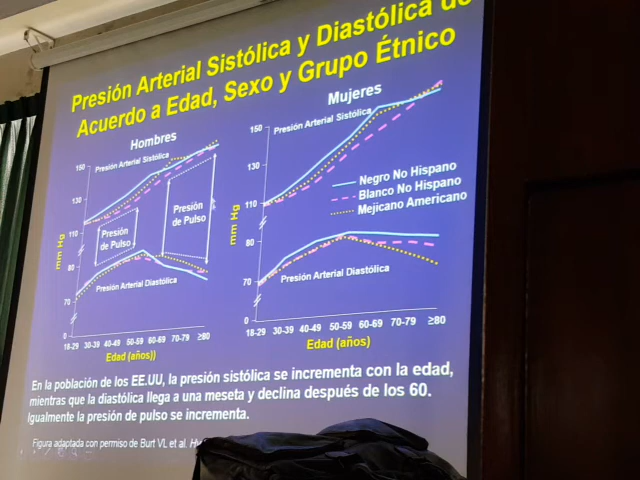 Presión Arterial Sistólica y Diastólica de
Acuerdo a Edad, Sexo y Grupo Étnico
Hombres
Presión Arterial Sistólica
150
130
110
80
70
0
mm Hg
Presión
de Pulso
Presión
de Pulso
Presión Arterial Diastólica
18-29 30-39 40-49 50-59 60-69 70-79 ≥80
Edad (años))
Mujeres
Presión Arterial Sistólica
150
130
110
80
70
0
mm Hg
Negro No Hispano
Blanco No Hispano
Mejicano Americano
Presión Arterial Diastólica
18-29 30-39 40-49 50-59 60-69 70-79 ≥80
Edad (años)
En la población de los EE.UU, la presión sistólica se incrementa con la edad,
mientras que la diastólica llega a una meseta y declina después de los 60.
Igualmente la presión de pulso se incrementa.
Figura adaptada con permiso de Burt VL et al.